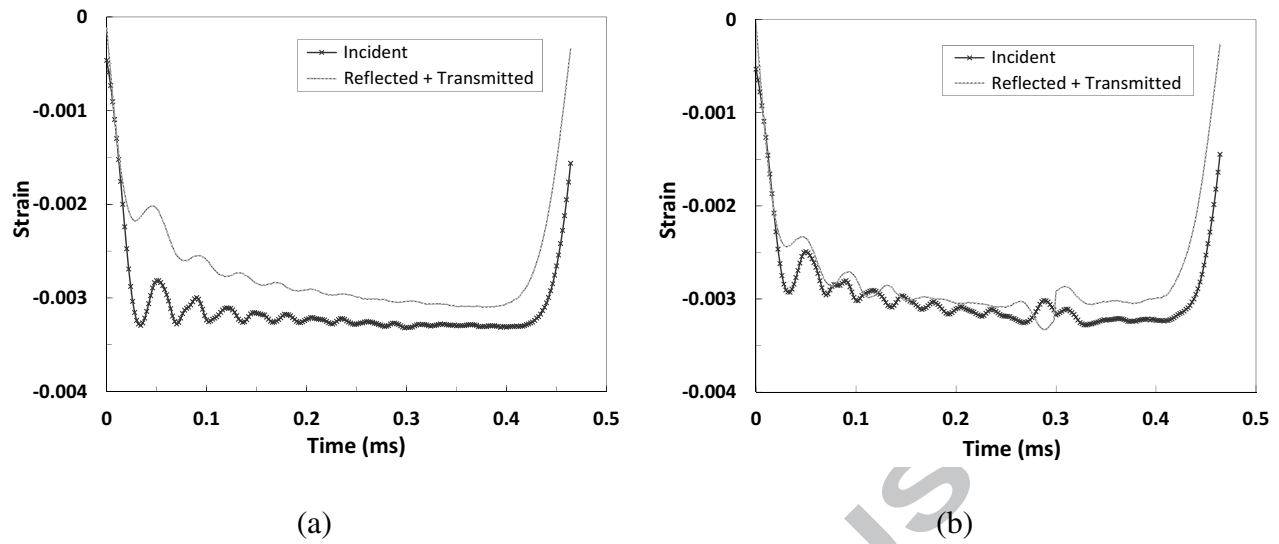 0
-0.001
-0.002
-0.003
-0.004
Strain
Incident
Reflected + Transmitted
0 0.1 0.2 0.3 0.4 0.5
Time (ms)
(a)
0
-0.001
-0.002
-0.003
-0.004
Strain
Incident
Reflected + Transmitted
0 0.1 0.2 0.3 0.4 0.5
Time (ms)
(b)